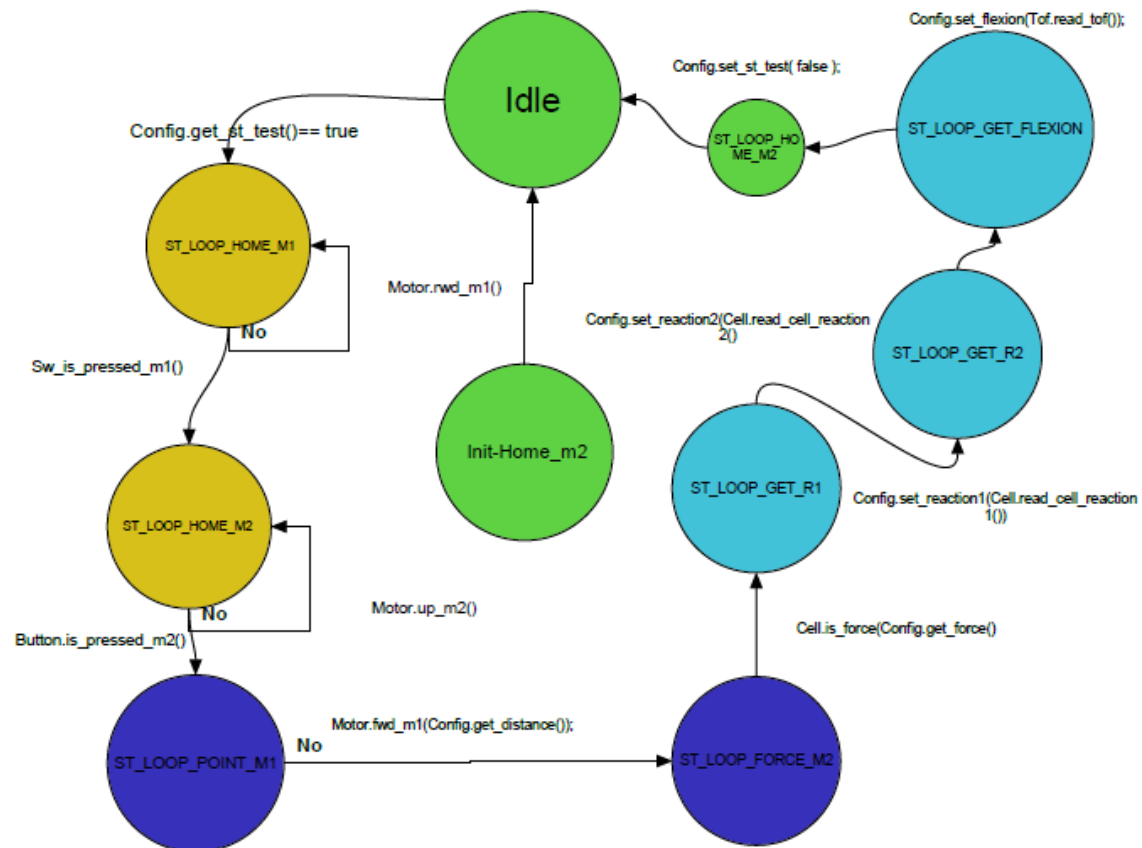 Config.set_flexion(Tof.read_tof());
Config.set_st_test( false );
Idle
Config.get_st_test()== true
ST_LOOP_HO
ME_M2
ST_LOOP_GET_FLEXION
ST_LOOP_HOME_M1
No
Motor.rwd_m1()
Config.set_reaction2(Cell.read_cell_reaction
2()
ST_LOOP_GET_R2
Sw_is_pressed_m1()
Init-Home_m2
ST_LOOP_GET_R1
Config.set_reaction1(Cell.read_cell_reaction
1())
ST_LOOP_HOME_M2
No
Motor.up_m2()
Button.is_pressed_m2()
Cell.is_force(Config.get_force()
Motor.fwd_m1(Config.get_distance());
No
ST_LOOP_POINT_M1
ST_LOOP_FORCE_M2